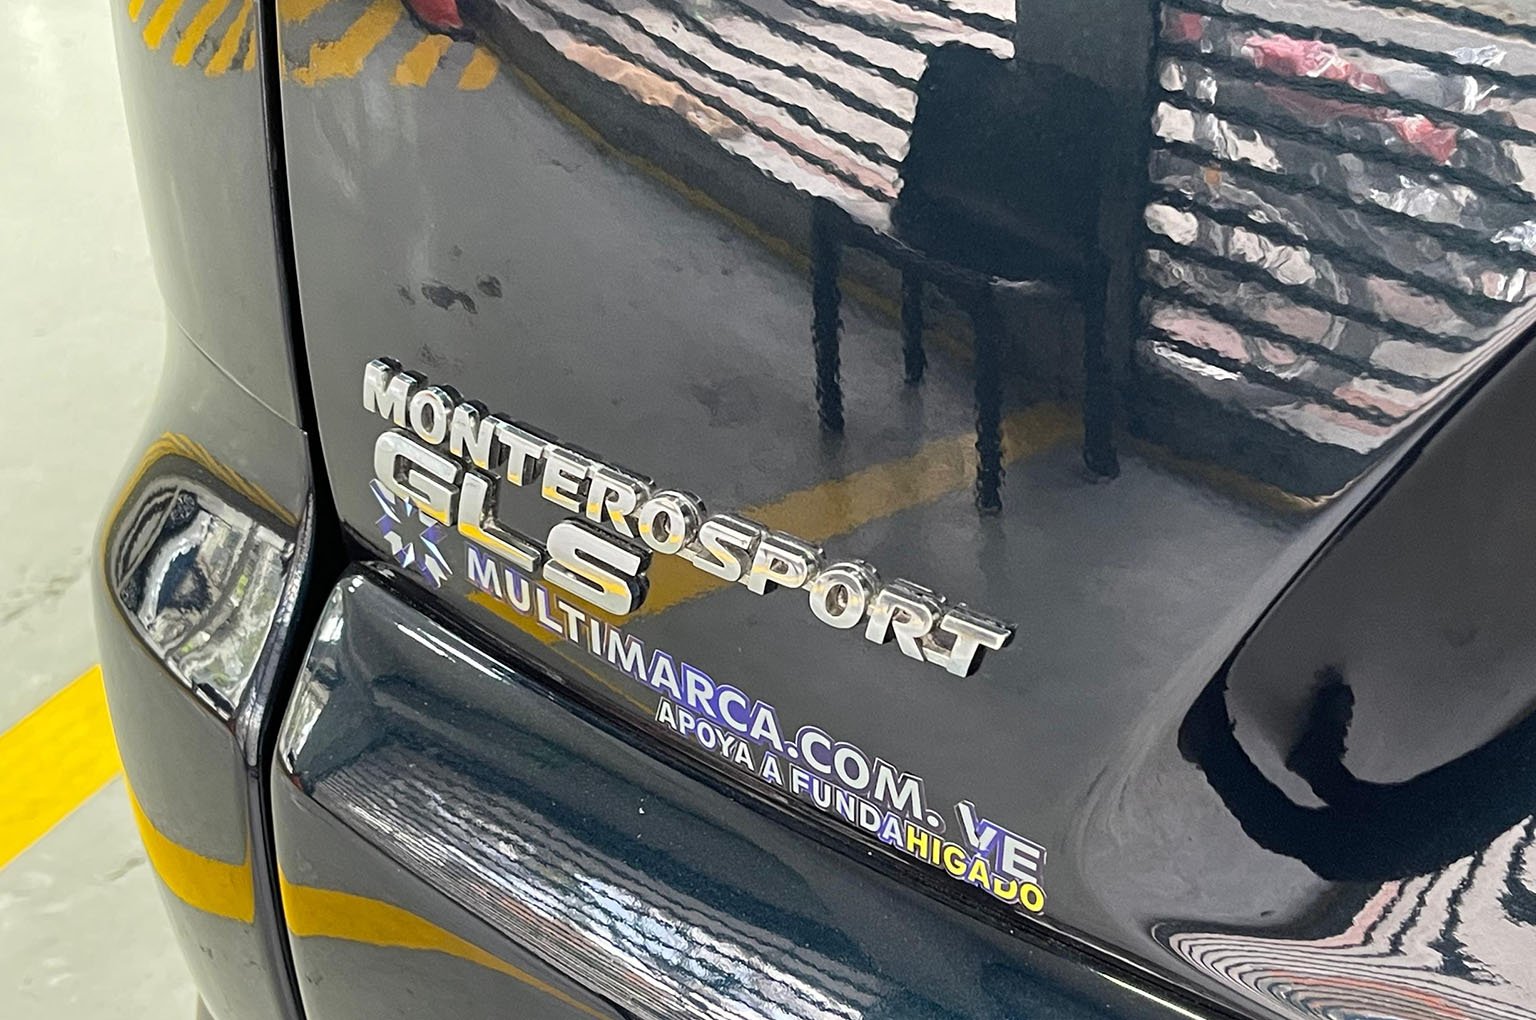 MONTERO SPORT
GLS
MULTIMARCA.COM.VE
APOYA A FUNDAHIGADO